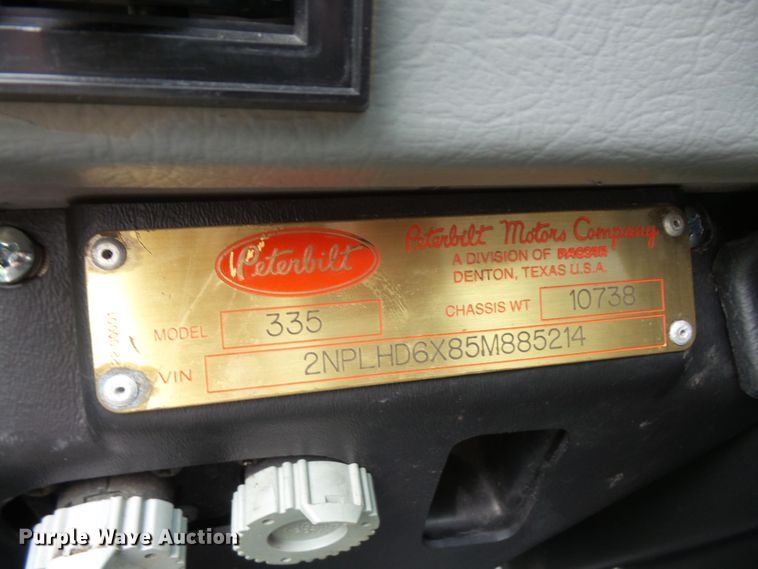 Peterbilt
Peterbilt Motors Company
A DIVISION OF PACCAR
DENTON, TEXAS U.S.A.
MODEL 335 CHASSIS WT 10738
VIN 2NPLHD6X85M885214
Purple Wave Auction